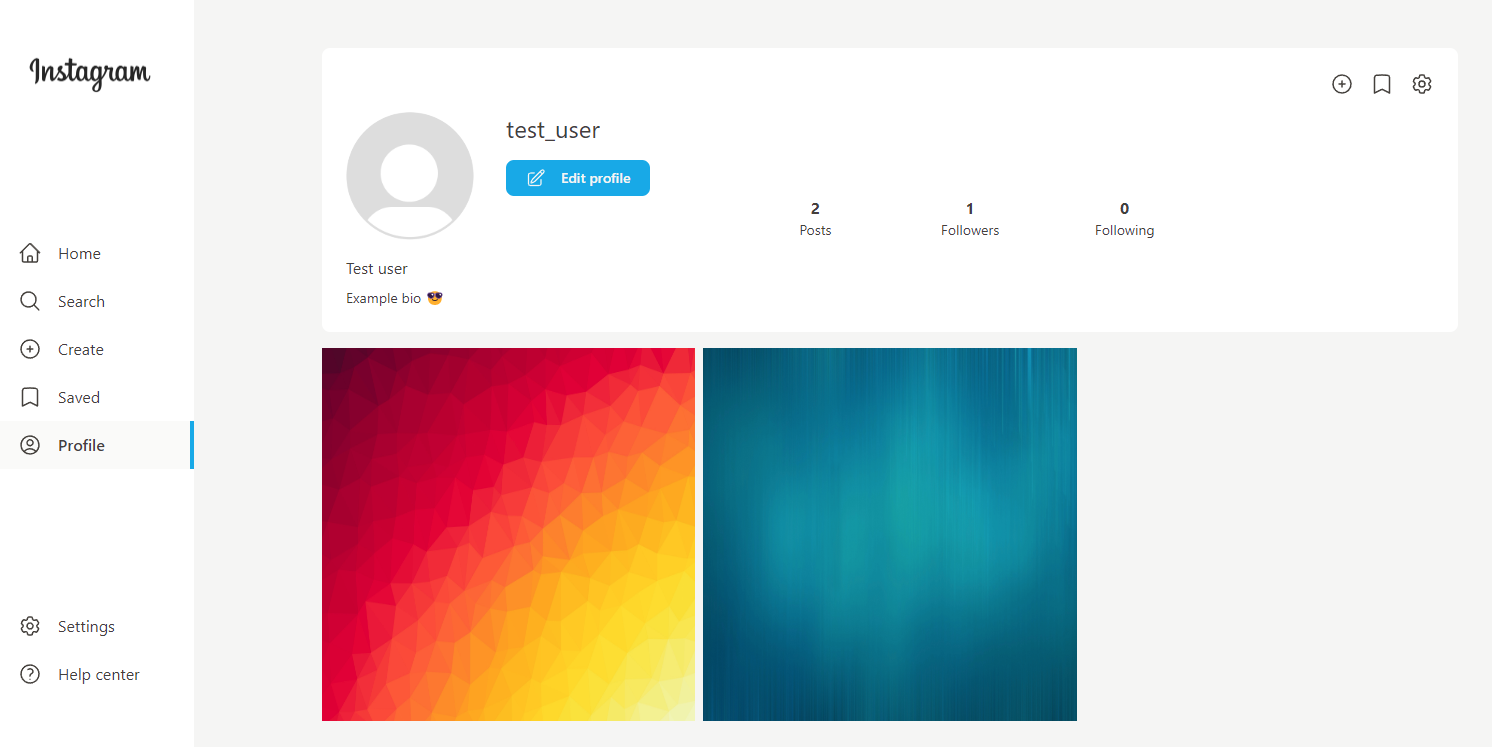 Instagram
Home
Search
Create
Saved
Profile
Settings
Help center
test_user
Edit profile
2
Posts
1
Followers
0
Following
Test user
Example bio 😎